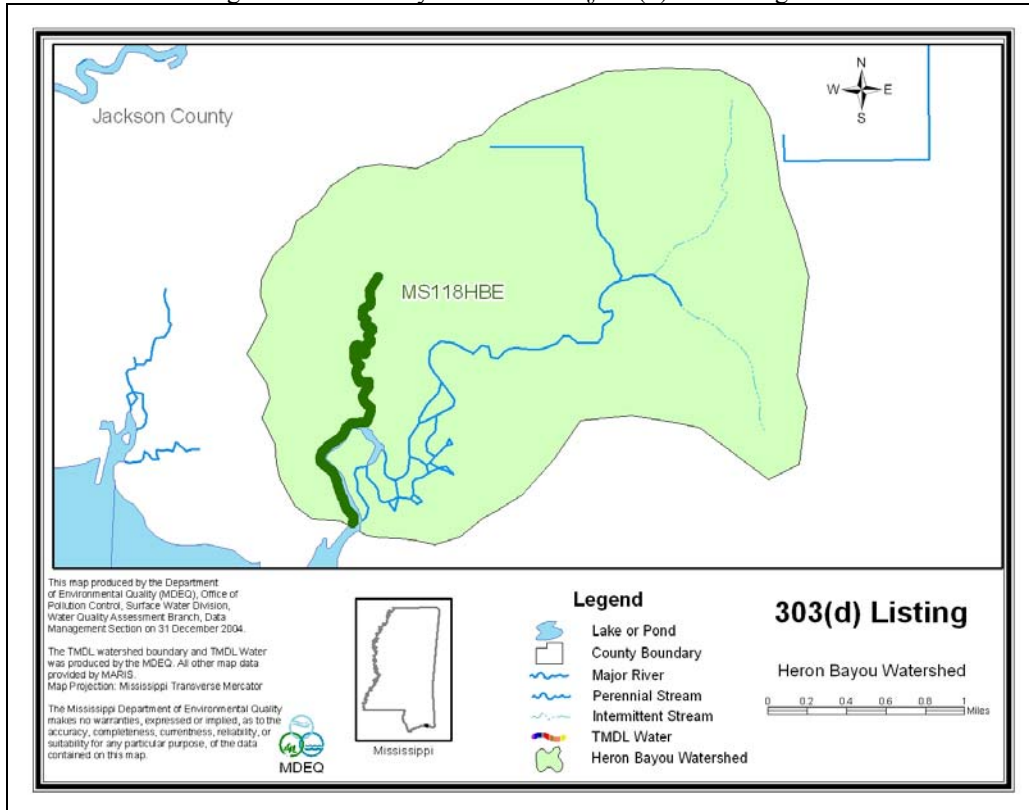 Jackson County
N
W E
S
MS118HBE
This map produced by the Department
of Environmental Quality (MDEQ), Office of
Pollution Control, Surface Water Division,
Water Quality Assessment Branch, Data
Management Section on 31 December 2004.
The TMDL watershed boundary and TMDL Water
was produced by the MDEQ. All other map data
provided by MARIS.
Map Projection: Mississippi Transverse Mercator
The Mississippi Department of Environmental Quality
makes no warranties, expressed or implied, as to the
accuracy, completeness, currentness, reliability, or
suitability for any particular purpose, of the data
contained on this map.
MDEQ
Mississippi
Legend
Lake or Pond
County Boundary
Major River
Perennial Stream
Intermittent Stream
TMDL Water
Heron Bayou Watershed
303(d) Listing
Heron Bayou Watershed
0 0.2 0.4 0.6 0.8 1
Miles